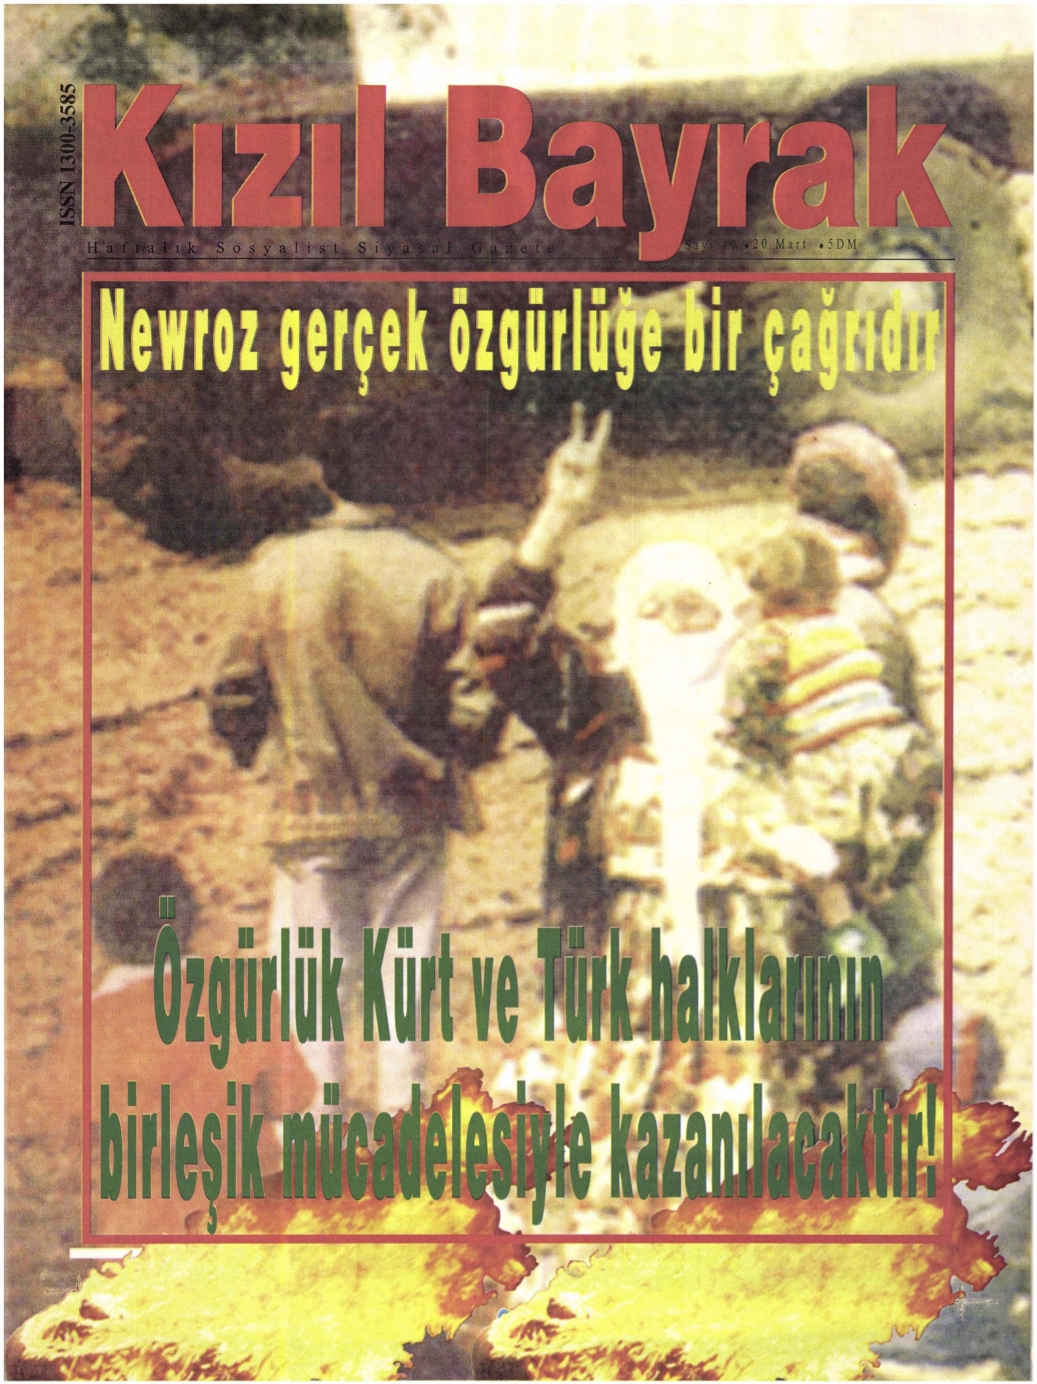 ISSN 1300-3585
Kızıl Bayrak
Haftalık Sosyalist Siyasal Gazete
Sayı • 20 Mart • 5DM
Newroz gerçek özgürlüğe bir çağrıdır
Özgürlük Kürt ve Türk halklarının
birleşik mücadelesiyle kazanılacaktır!